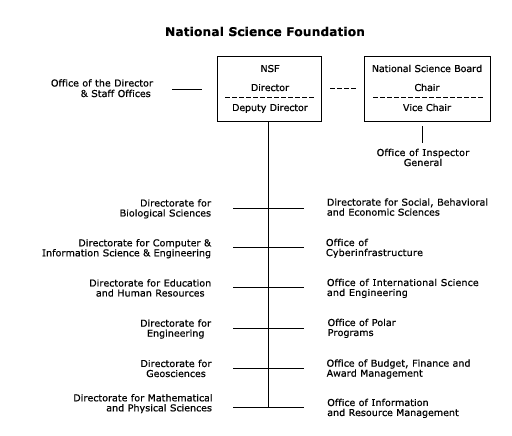 National Science Foundation
Office of the Director
& Staff Offices
NSF
Director
Deputy Director
National Science Board
Chair
Vice Chair
Office of Inspector
General
Directorate for
Biological Sciences
Directorate for Social, Behavioral
and Economic Sciences
Directorate for Computer &
Information Science & Engineering
Office of
Cyberinfrastructure
Directorate for Education
and Human Resources
Office of International Science
and Engineering
Directorate for
Engineering
Office of Polar
Programs
Directorate for
Geosciences
Office of Budget, Finance and
Award Management
Directorate for Mathematical
and Physical Sciences
Office of Information
and Resource Management